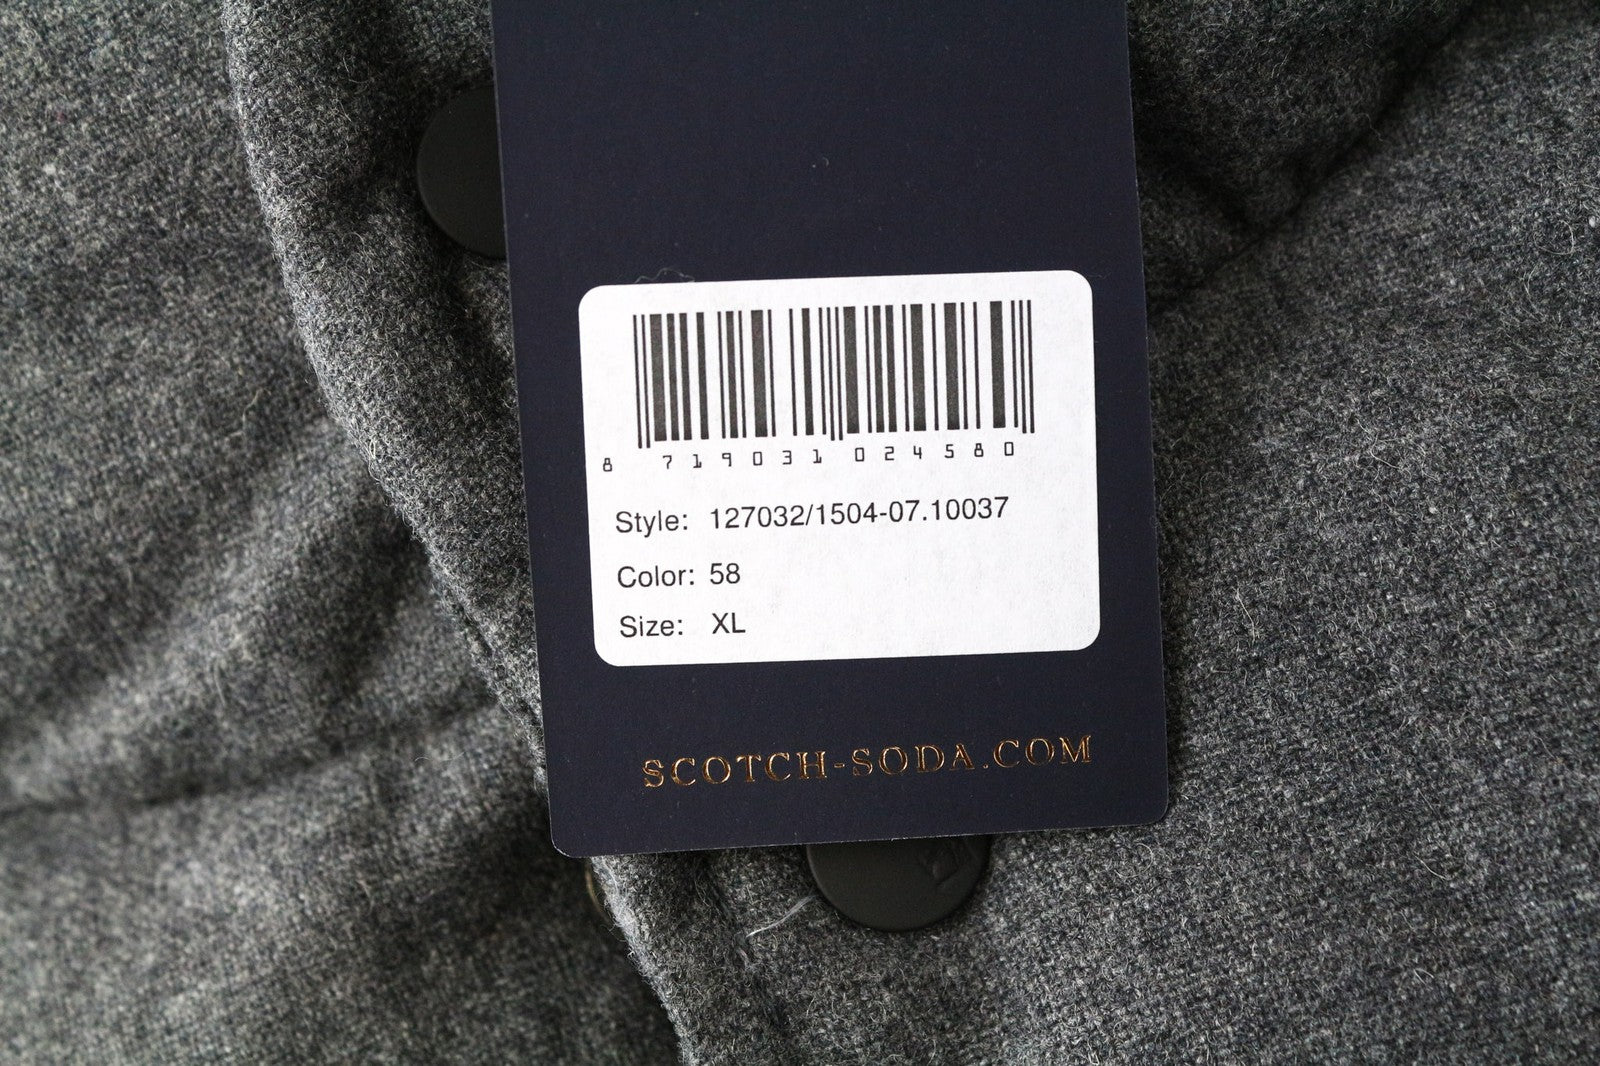 8 719031 024580
Style: 127032/1504-07.10037
Color: 58
Size: XL
SCOTCH-SODA.COM